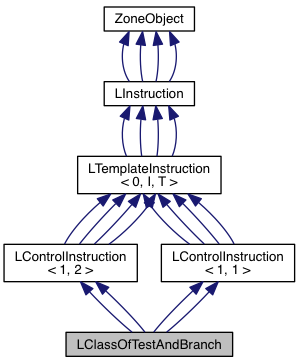 ZoneObject
LInstruction
LTemplateInstruction
< 0, I, T >
LControlInstruction
< 1, 2 >
LControlInstruction
< 1, 1 >
LClassOfTestAndBranch